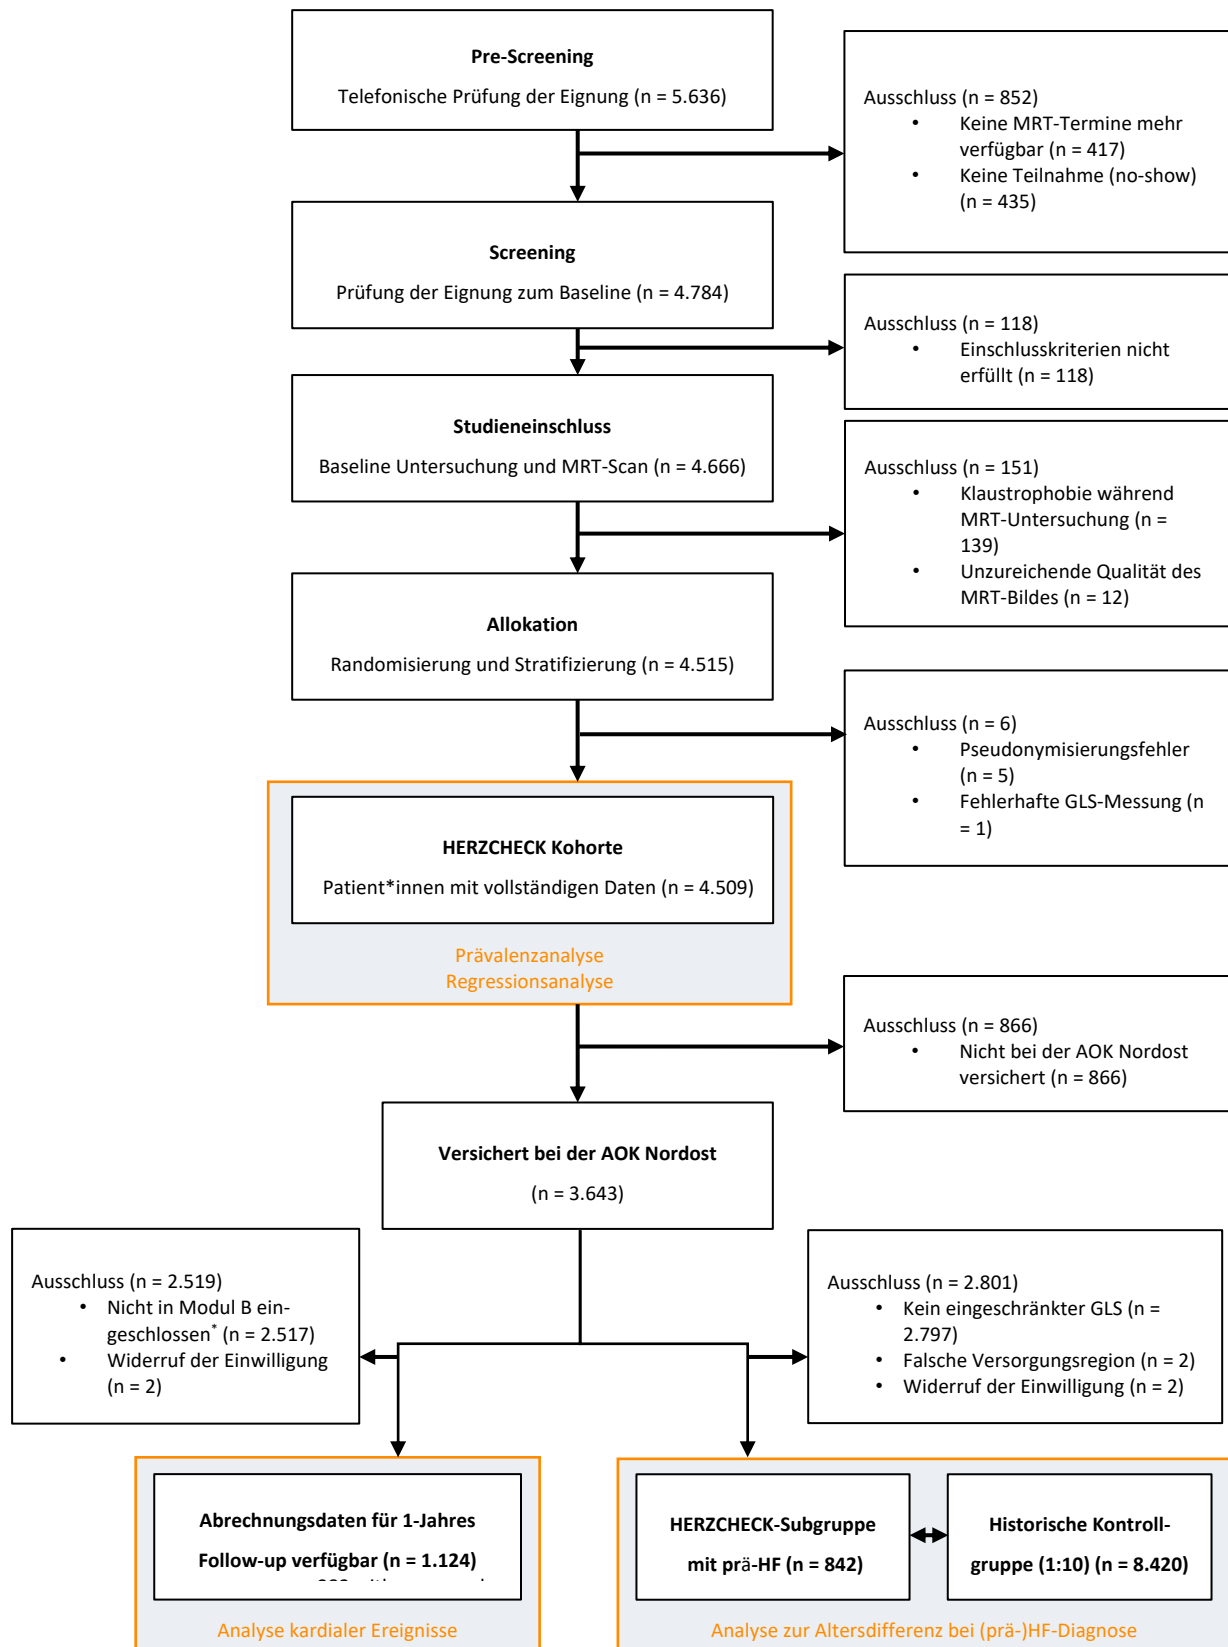 Pre-Screening
Telefonische Prüfung der Eignung (n = 5.636)
Ausschluss (n = 852)
• Keine MRT-Termine mehr
verfügbar (n = 417)
• Keine Teilnahme (no-show)
(n = 435)
Screening
Prüfung der Eignung zum Baseline (n = 4.784)
Ausschluss (n = 118)
• Einschlusskriterien nicht
erfüllt (n = 118)
Studieneinschluss
Baseline Untersuchung und MRT-Scan (n = 4.666)
Ausschluss (n = 151)
• Klaustrophobie während
MRT-Untersuchung (n =
139)
• Unzureichende Qualität des
MRT-Bildes (n = 12)
Allokation
Randomisierung und Stratifizierung (n = 4.515)
Ausschluss (n = 6)
• Pseudonymisierungsfehler
(n = 5)
• Fehlerhafte GLS-Messung (n
= 1)
HERZCHECK Kohorte
Patient*innen mit vollständigen Daten (n = 4.509)
Prävalenzanalyse
Regressionsanalyse
Ausschluss (n = 866)
• Nicht bei der AOK Nordost
versichert (n = 866)
Versichert bei der AOK Nordost
(n = 3.643)
Ausschluss (n = 2.519)
• Nicht in Modul B ein-
geschlossen* (n = 2.517)
• Widerruf der Einwilligung
(n = 2)
Ausschluss (n = 2.801)
• Kein eingeschränkter GLS (n =
2.797)
• Falsche Versorgungsregion (n = 2)
• Widerruf der Einwilligung (n = 2)
Abrechnungsdaten für 1-Jahres
Follow-up verfügbar (n = 1.124)
Analyse kardialer Ereignisse
HERZCHECK-Subgruppe
mit prä-HF (n = 842)
Historische Kontroll-
gruppe (1:10) (n = 8.420)
Analyse zur Altersdifferenz bei (prä-)HF-Diagnose